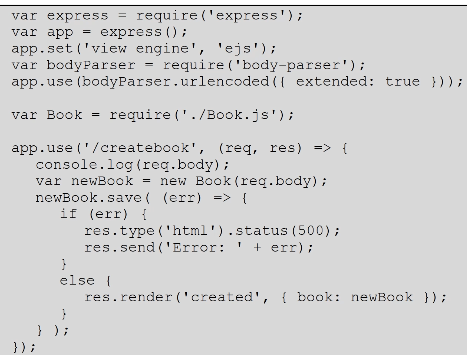 var express = require('express');
var app = express();
app.set('view engine', 'ejs');
var bodyParser = require('body-parser');
app.use(bodyParser.urlencoded({ extended: true }));

var Book = require('./Book.js');

app.use('/createbook', (req, res) => {
   console.log(req.body);
   var newBook = new Book(req.body);
   newBook.save( (err) => {
      if (err) {
         res.type('html').status(500);
         res.send('Error: ' + err);
      }
      else {
         res.render('created', { book: newBook });
      }
   } );
});